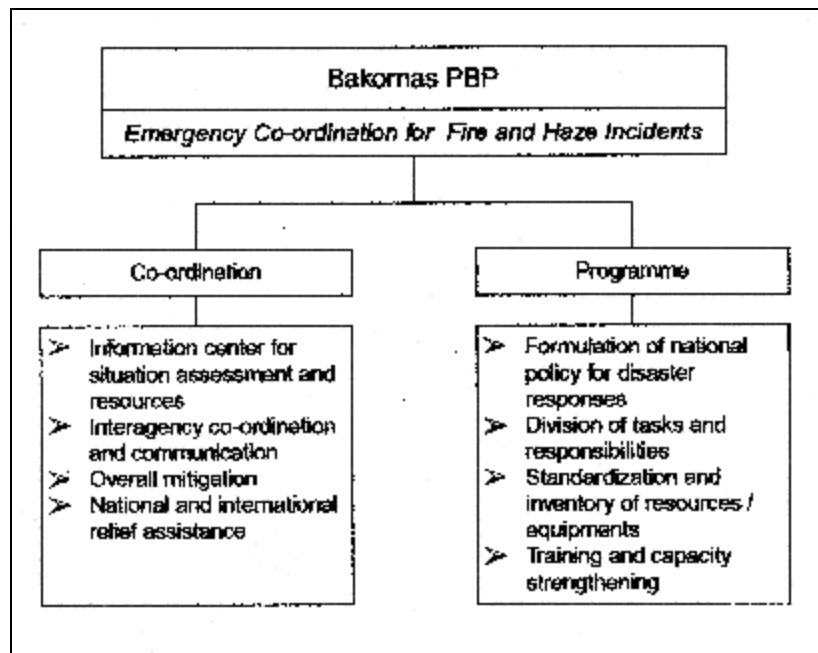 Bakornas PBP
Emergency Co-ordination for Fire and Haze Incidents
Co-ordination
➢ Information center for
situation assessment and
resources
➢ Interagency co-ordination
and communication
➢ Overall mitigation
➢ National and international
relief assistance
Programme
➢ Formulation of national
policy for disaster
responses
➢ Division of tasks and
responsibilities
➢ Standardization and
inventory of resources /
equipments
➢ Training and capacity
strengthening